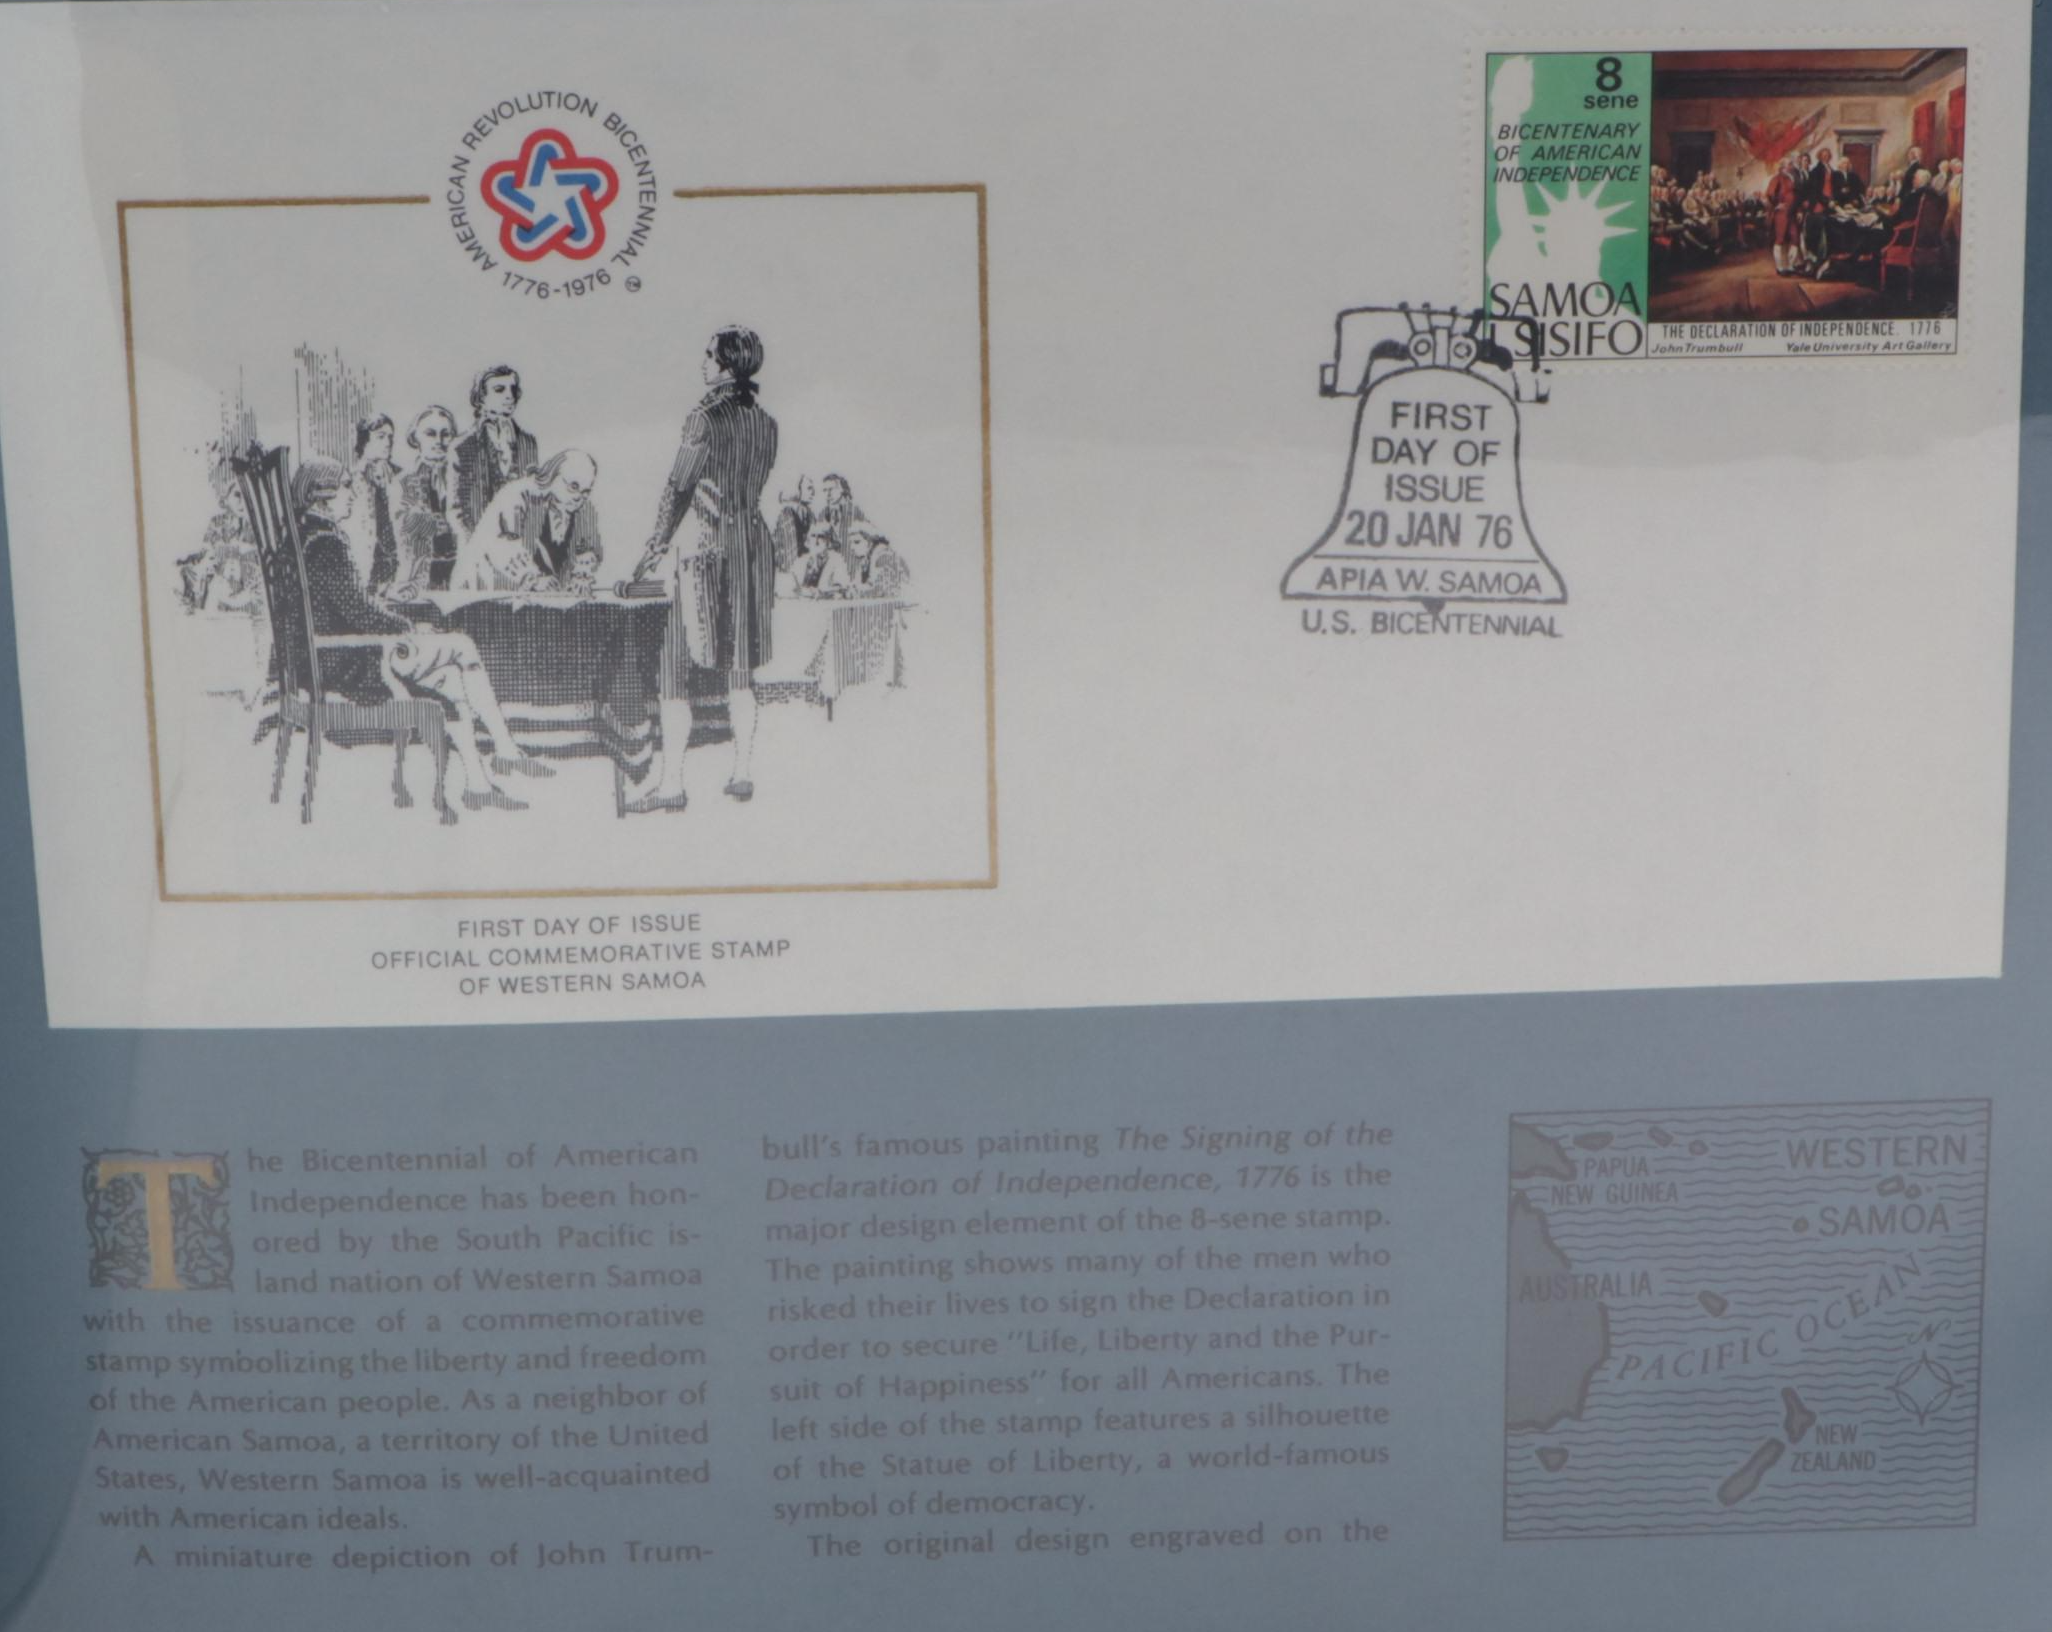 AMERICAN REVOLUTION BICENTENNIAL
1776-1976
8
sene
BICENTENARY
OF AMERICAN
INDEPENDENCE
SAMOA
I SISIFO
THE DECLARATION OF INDEPENDENCE. 1776
John Trumbull Yale University Art Gallery
FIRST
DAY OF
ISSUE
20 JAN 76
APIA W. SAMOA
U.S. BICENTENNIAL
FIRST DAY OF ISSUE
OFFICIAL COMMEMORATIVE STAMP
OF WESTERN SAMOA
The Bicentennial of American
Independence has been hon-
ored by the South Pacific is-
land nation of Western Samoa
with the issuance of a commemorative
stamp symbolizing the liberty and freedom
of the American people. As a neighbor of
American Samoa, a territory of the United
States, Western Samoa is well-acquainted
with American ideals.
A miniature depiction of John Trum-
bull's famous painting The Signing of the
Declaration of Independence, 1776 is the
major design element of the 8-sene stamp.
The painting shows many of the men who
risked their lives to sign the Declaration in
order to secure "Life, Liberty and the Pur-
suit of Happiness" for all Americans. The
left side of the stamp features a silhouette
of the Statue of Liberty, a world-famous
symbol of democracy.
The original design engraved on the
PAPUA
NEW GUINEA
WESTERN
SAMOA
AUSTRALIA
PACIFIC OCEAN
N
NEW
ZEALAND